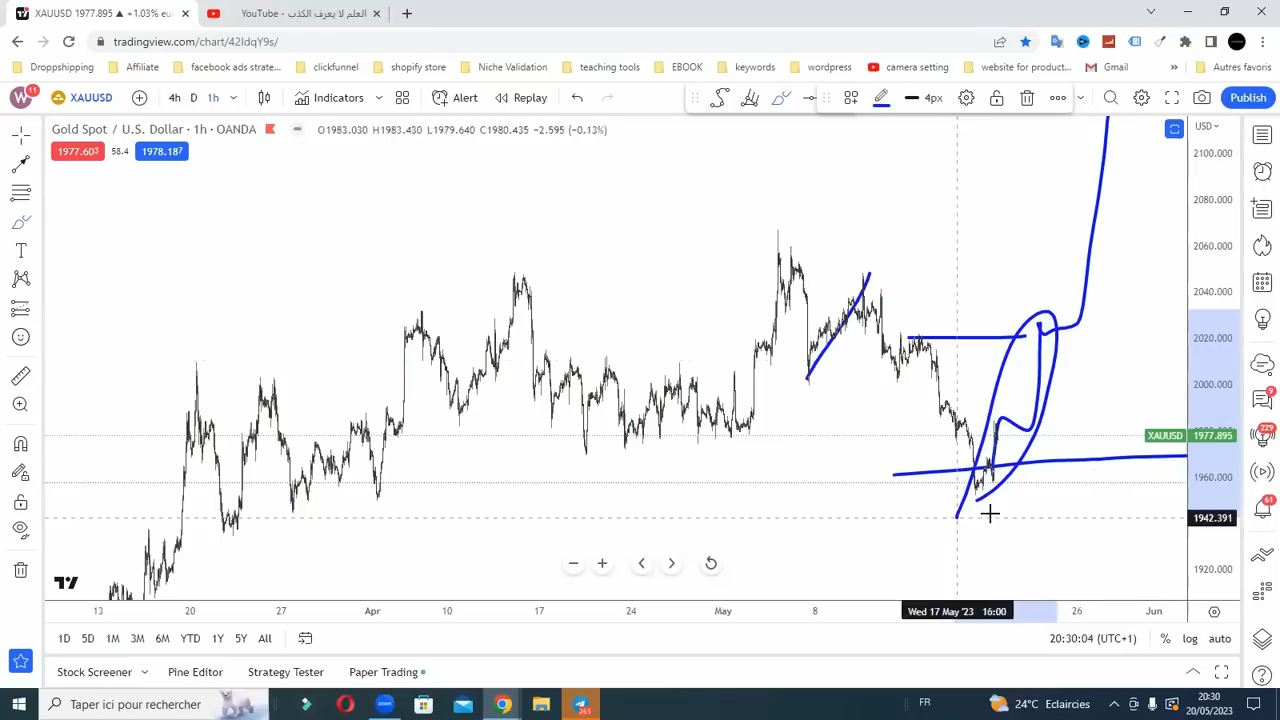 XAUUSD 1977.895 ▲ +1.03% eur
YouTube - العلم لا يعرف الكذب
tradingview.com/chart/42IdqY9s/
Droppshipping Affiliate facebook ads strate... clickfunnel shopify store Niche Validation teaching tools EBOOK keywords wordpress camera setting website for product... Gmail » Autres favoris
W 11 XAUUSD 4h D 1h Indicators Alert Replay 4px Publish
Gold Spot / U.S. Dollar · 1h · OANDA O1983.030 H1983.430 L1979.640 C1980.435 −2.595 (−0.13%)
USD
1977.603 58.4 1978.187
2100.000
2080.000
2060.000
2040.000
2020.000
2000.000
XAUUSD 1977.895
1960.000
1942.391
1920.000
9
229
61
13 20 27 Apr 10 17 24 May 8 Wed 17 May '23 16:00 26 Jun
1D 5D 1M 3M 6M YTD 1Y 5Y All 20:30:04 (UTC+1) % log auto
Stock Screener Pine Editor Strategy Tester Paper Trading
Taper ici pour rechercher FR 24°C Eclaircies 20:30
20/05/2023